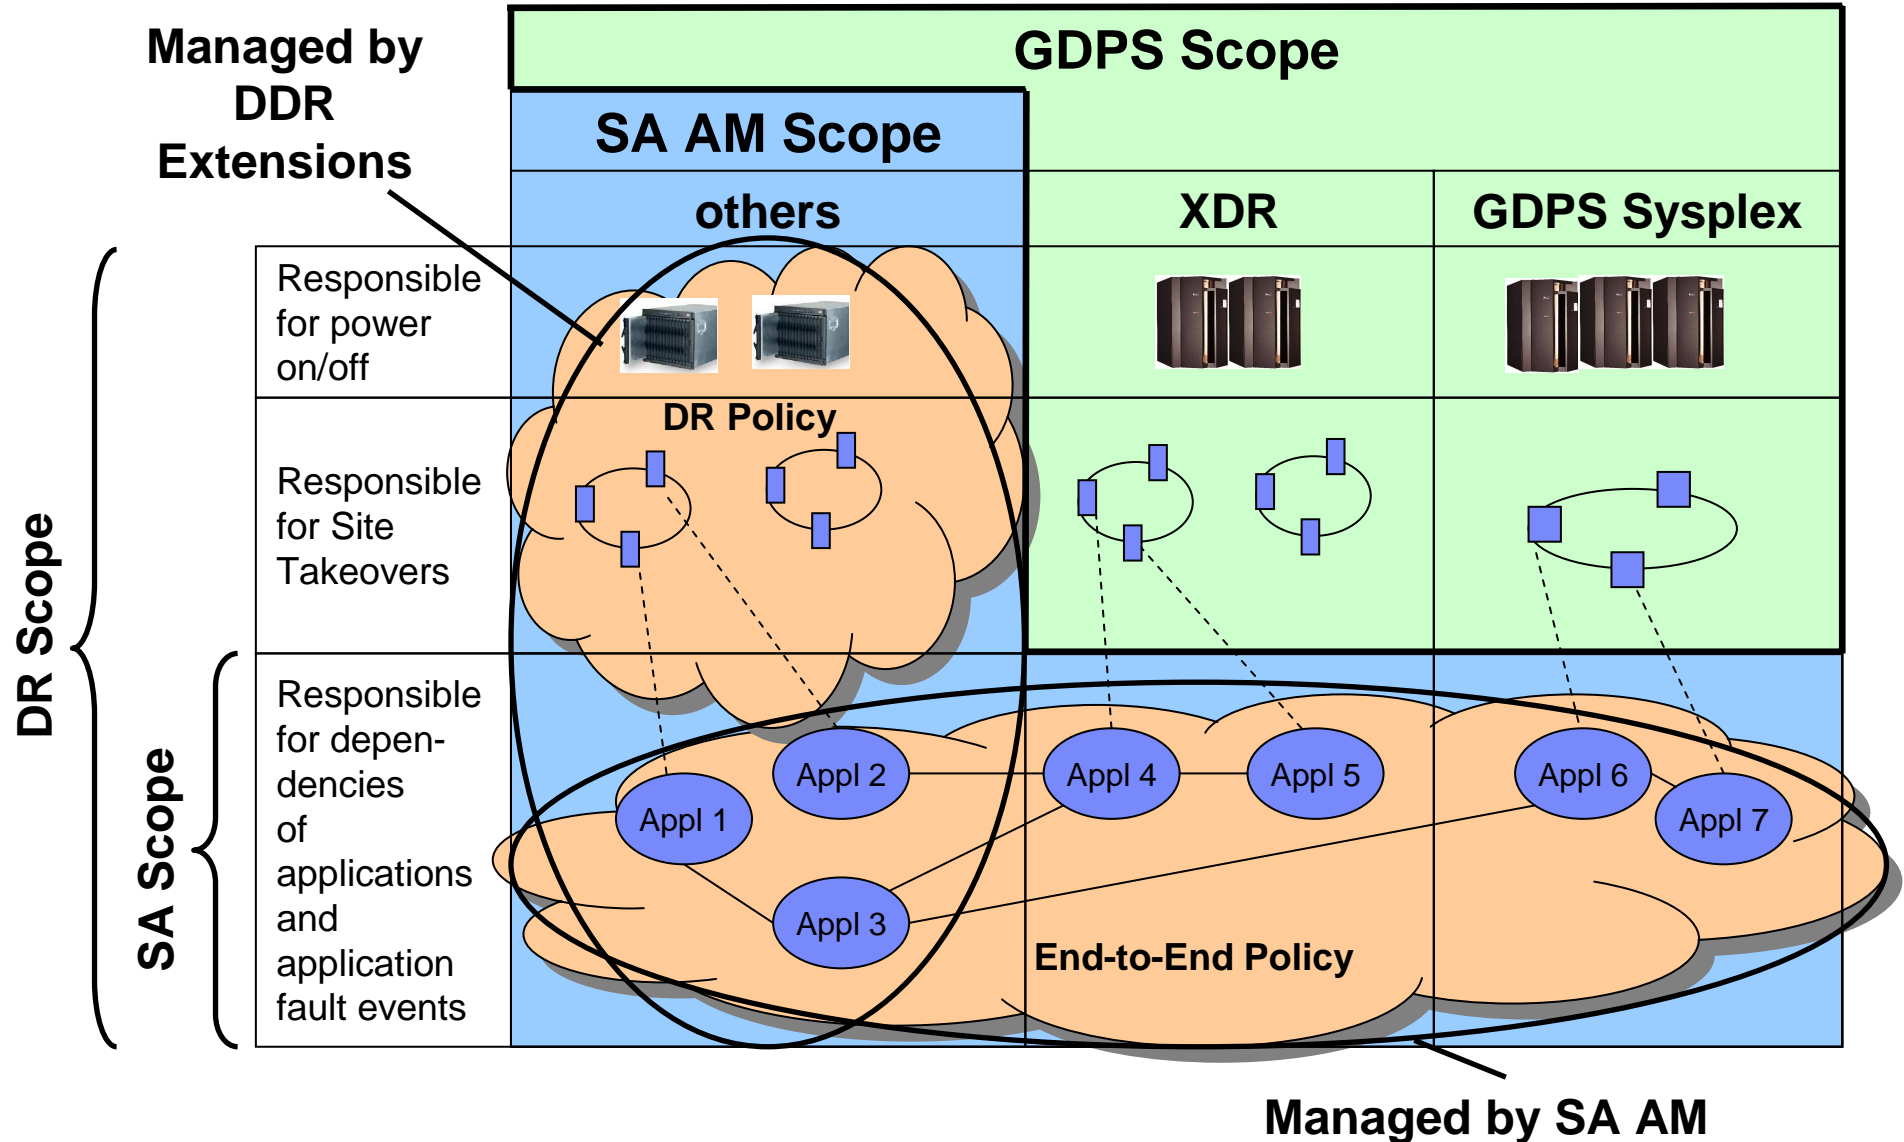 Managed by
DDR
Extensions
GDPS Scope
SA AM Scope
others
XDR
GDPS Sysplex
Responsible
for power
on/off
DR Policy
Responsible
for Site
Takeovers
DR Scope
SA Scope
Responsible
for depen-
dencies
of
applications
and
application
fault events
Appl 1
Appl 2
Appl 3
Appl 4
Appl 5
Appl 6
Appl 7
End-to-End Policy
Managed by SA AM